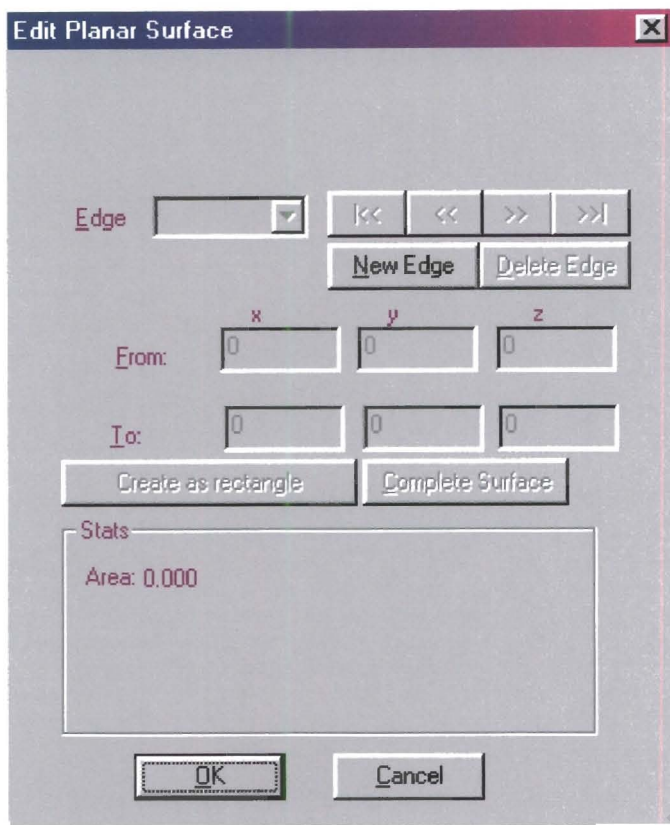 Edit Planar Surface
Edge |<< << >> >>|
New Edge Delete Edge
x y z
From: 0 0 0
To: 0 0 0
Create as rectangle Complete Surface
Stats
Area: 0.000
OK Cancel